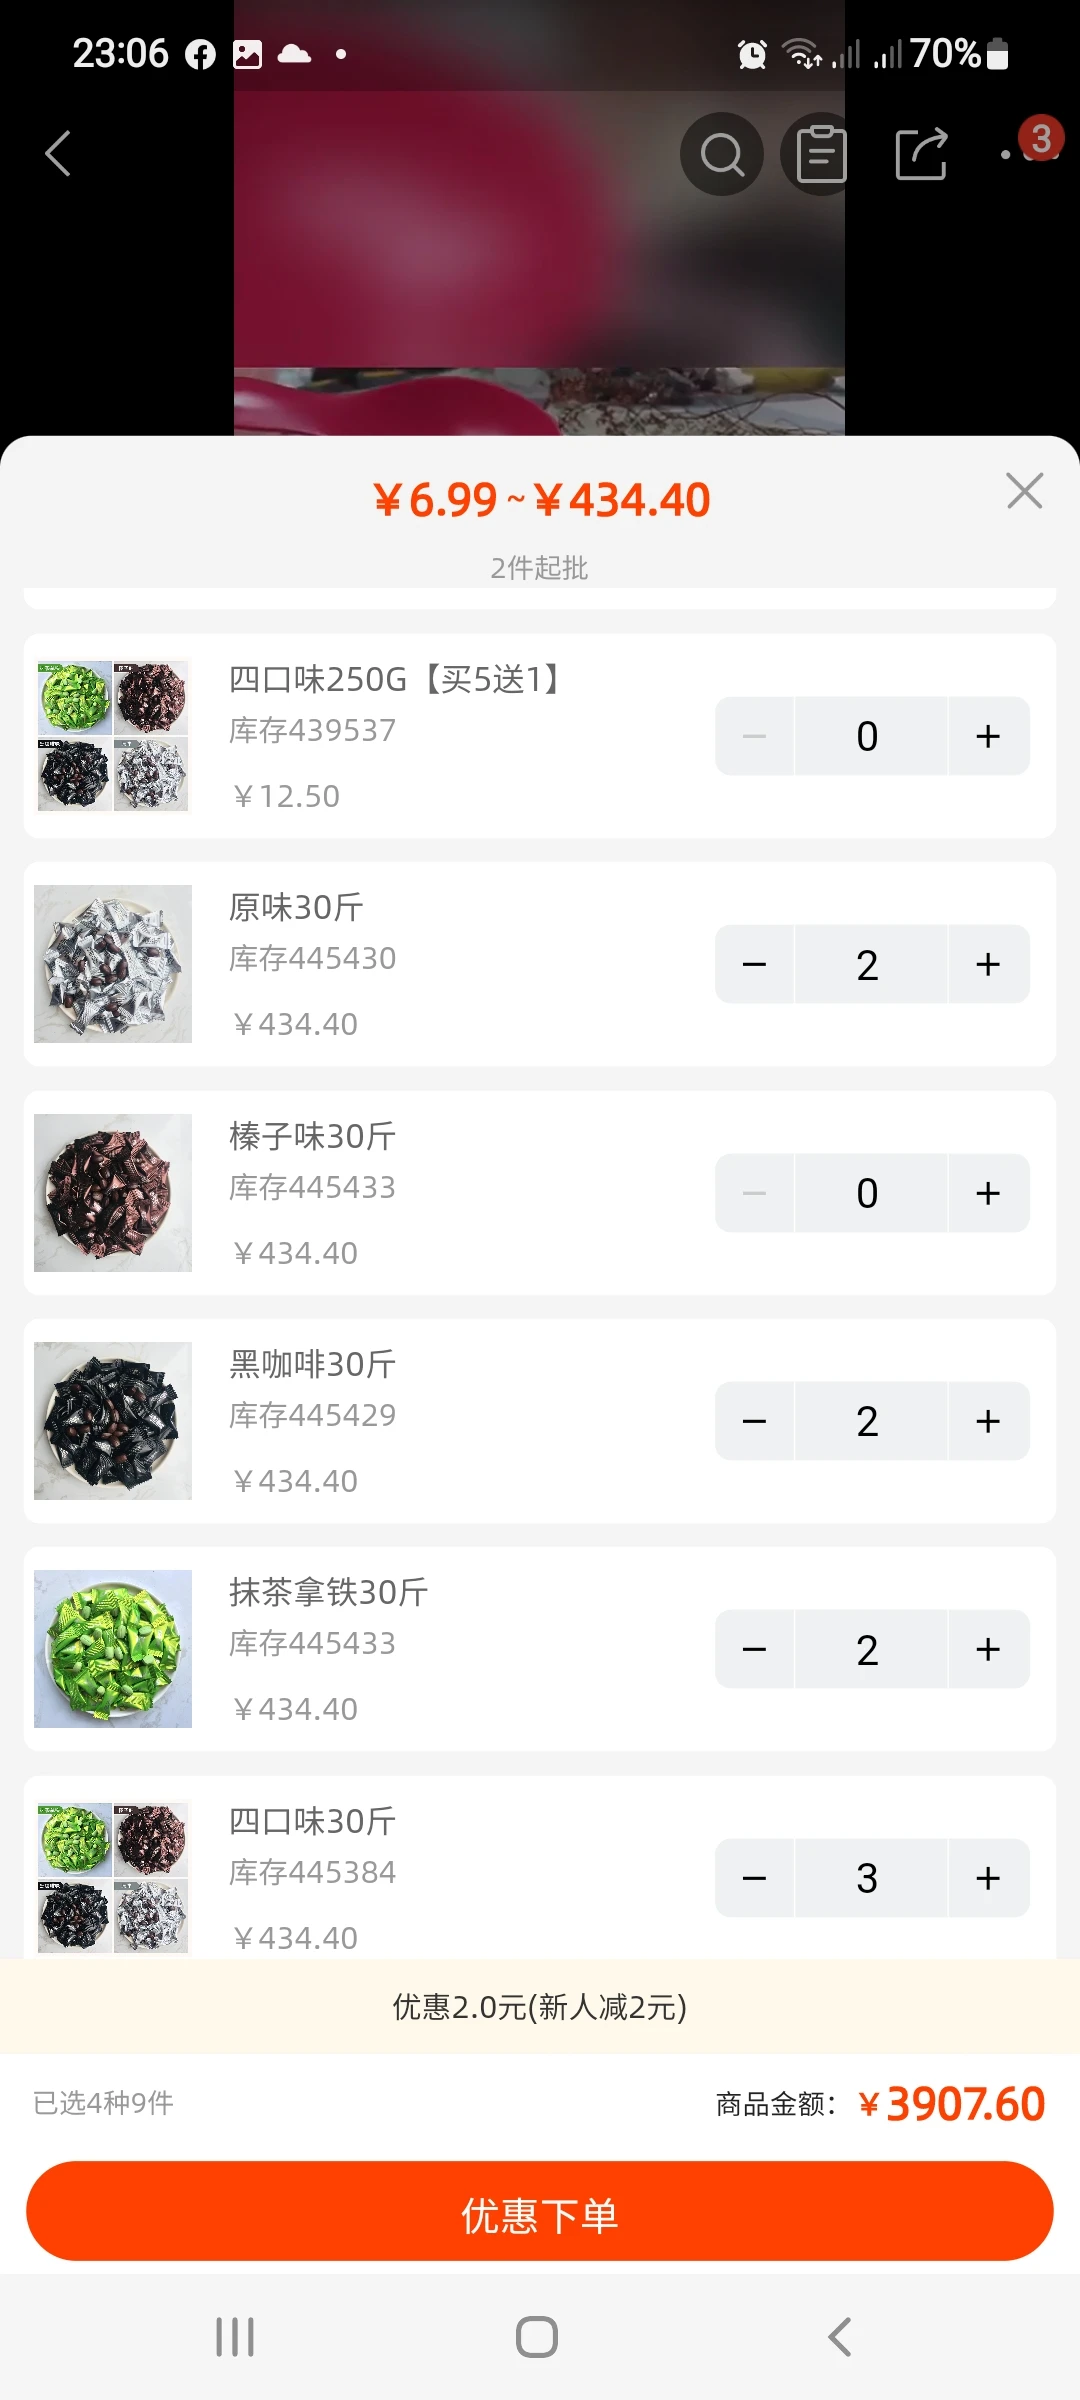 23:06
70%
3
¥6.99~¥434.40
2件起批
四口味250G【买5送1】
库存439537
0
¥12.50
原味30斤
库存445430
2
¥434.40
榛子味30斤
库存445433
0
¥434.40
黑咖啡30斤
库存445429
2
¥434.40
抹茶拿铁30斤
库存445433
2
¥434.40
四口味30斤
库存445384
3
¥434.40
优惠2.0元(新人减2元)
已选4种9件
商品金额：¥3907.60
优惠下单